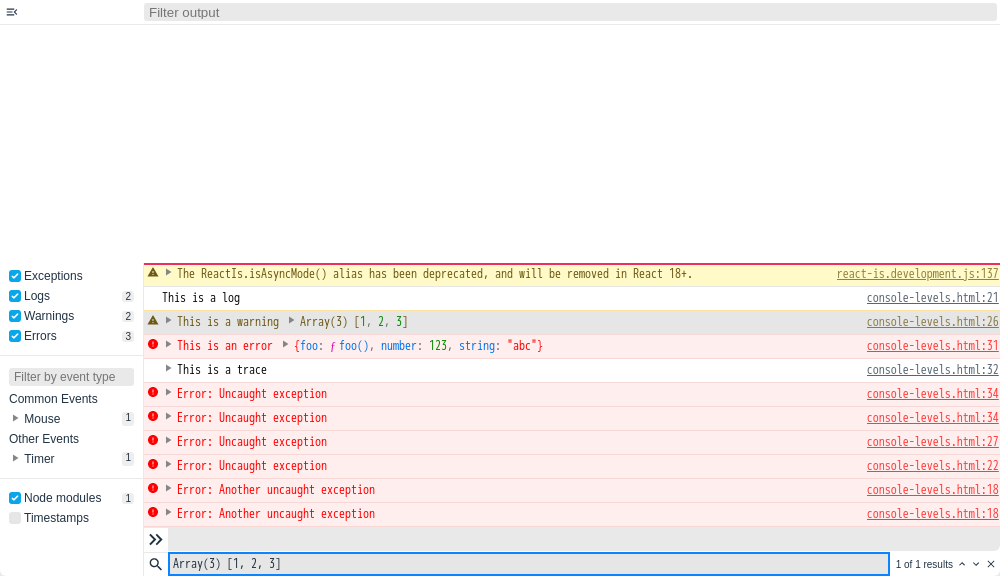 Filter output
Exceptions
Logs 2
Warnings 2
Errors 3
Filter by event type
Common Events
Mouse 1
Other Events
Timer 1
Node modules 1
Timestamps
The ReactIs.isAsyncMode() alias has been deprecated, and will be removed in React 18+. react-is.development.js:137
This is a log console-levels.html:21
This is a warning Array(3) [1, 2, 3] console-levels.html:26
This is an error {foo: ƒ foo(), number: 123, string: "abc"} console-levels.html:31
This is a trace console-levels.html:32
Error: Uncaught exception console-levels.html:34
Error: Uncaught exception console-levels.html:34
Error: Uncaught exception console-levels.html:27
Error: Uncaught exception console-levels.html:22
Error: Another uncaught exception console-levels.html:18
Error: Another uncaught exception console-levels.html:18
Array(3) [1, 2, 3] 1 of 1 results